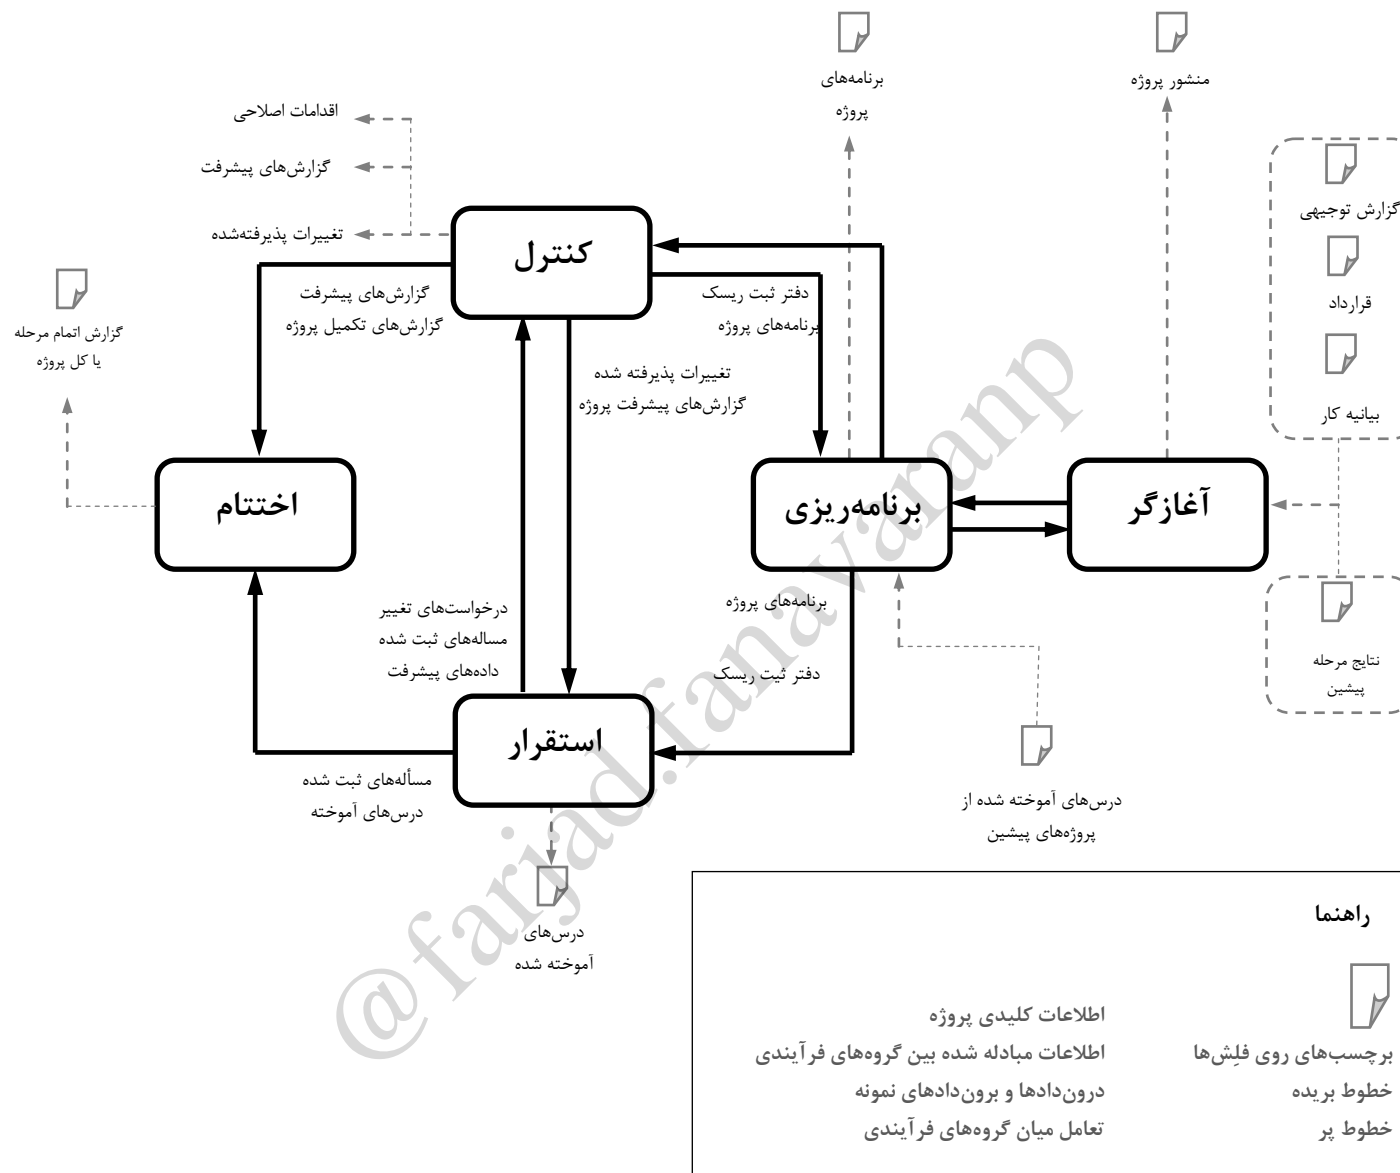 منشور پروژه
برنامه‌های
پروژه
اقدامات اصلاحی
گزارش‌های پیشرفت
تغییرات پذیرفته‌شده
گزارش توجیهی
قرارداد
بیانیه کار
کنترل
گزارش‌های پیشرفت
گزارش‌های تکمیل پروژه
دفتر ثبت ریسک
برنامه‌های پروژه
گزارش اتمام مرحله
یا کل پروژه
تغییرات پذیرفته شده
گزارش‌های پیشرفت پروژه
آغازگر
برنامه‌ریزی
اختتام
نتایج مرحله
پیشین
برنامه‌های پروژه
دفتر ثیت ریسک
درخواست‌های تغییر
مساله‌های ثبت شده
داده‌های پیشرفت
استقرار
مسأله‌های ثبت شده
درس‌های آموخته
درس‌های آموخته شده از
پروژه‌های پیشین
درس‌های
آموخته شده
راهنما
اطلاعات کلیدی پروژه
برچسب‌های روی فلِش‌ها اطلاعات مبادله شده بین گروه‌های فرآیندی
خطوط بریده درون‌دادها و برون‌دادهای نمونه
خطوط پر تعامل میان گروه‌های فرآیندی
@farjad.fanavaranp